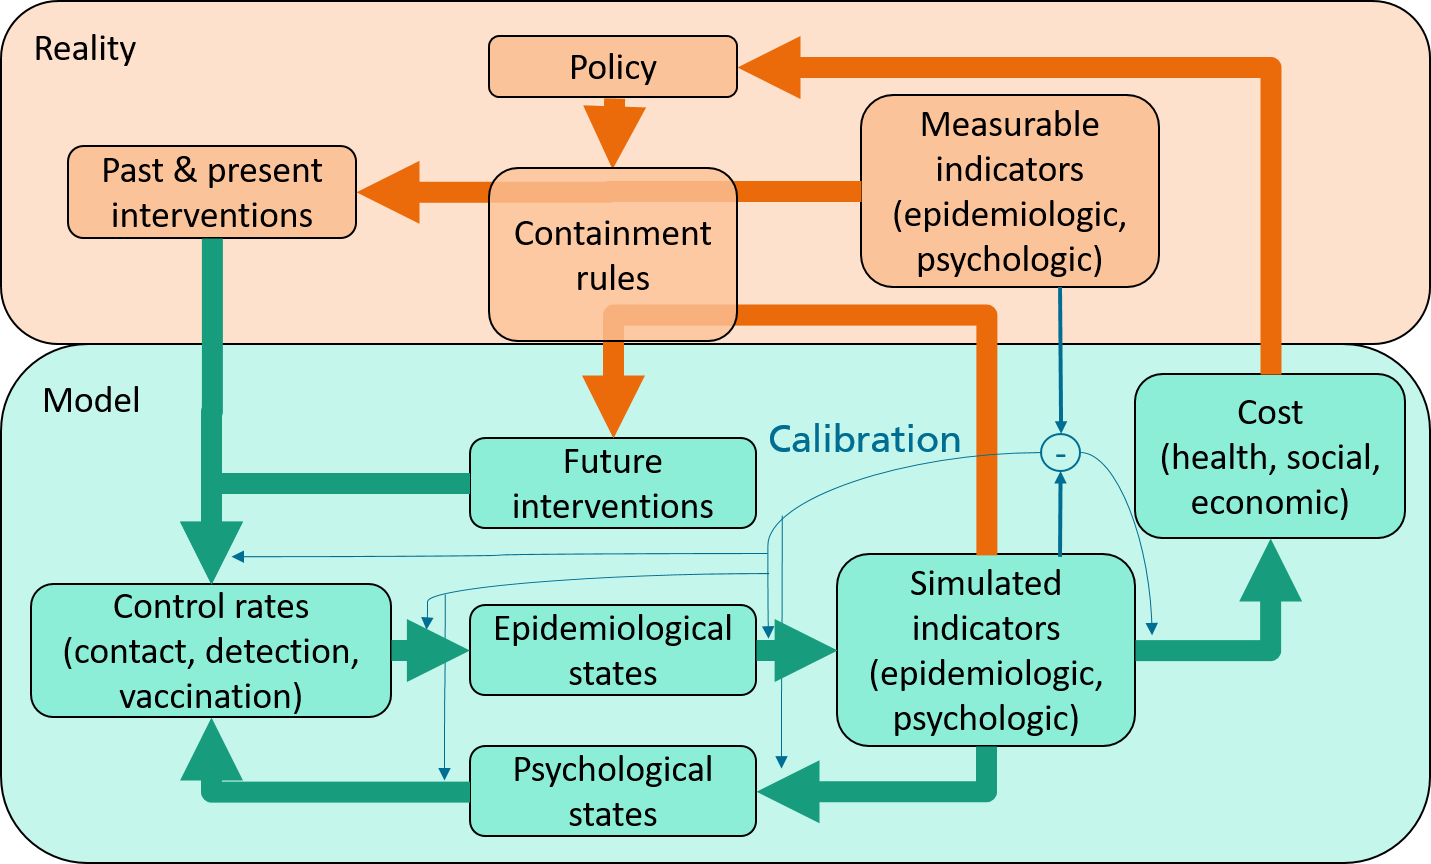 Reality
Policy
Measurable
indicators
(epidemiologic,
psychologic)
Past & present
interventions
Containment
rules
Model
Cost
(health, social,
economic)
Calibration
-
Future
interventions
Control rates
(contact, detection,
vaccination)
Epidemiological
states
Simulated
indicators
(epidemiologic,
psychologic)
Psychological
states